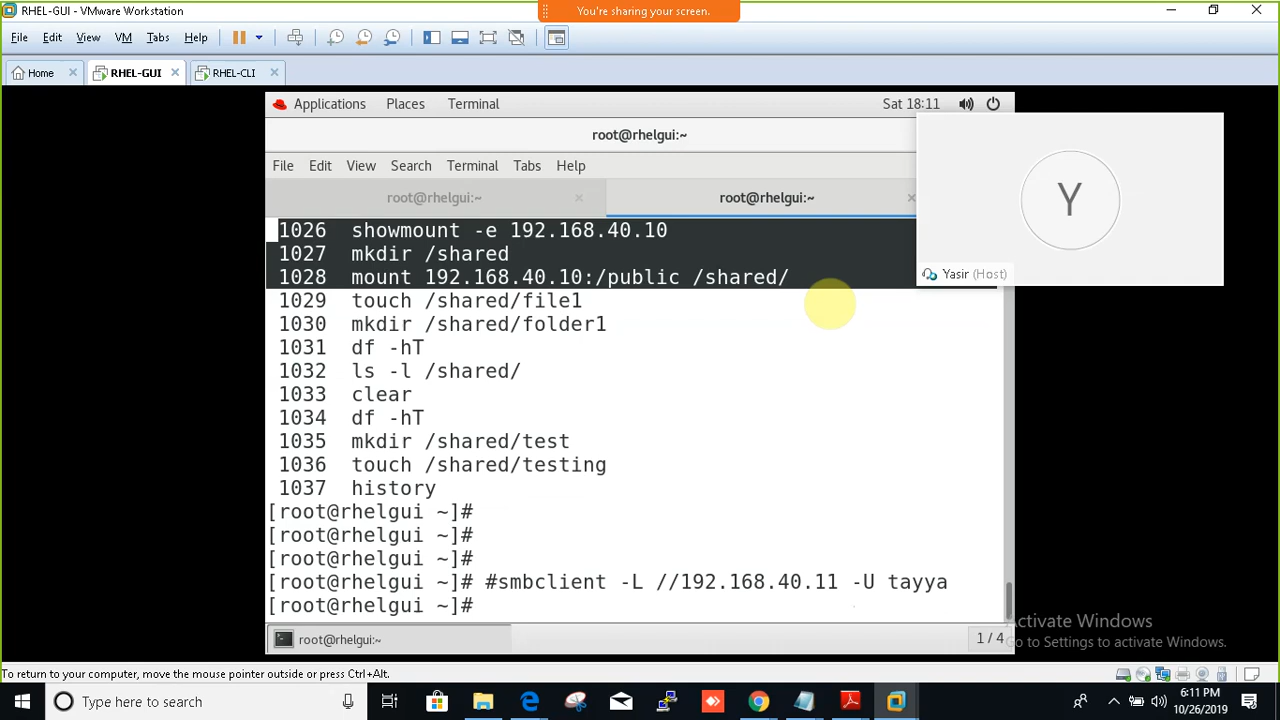 RHEL-GUI - VMware Workstation
You're sharing your screen.
File Edit View VM Tabs Help
Home RHEL-GUI RHEL-CLI
Applications Places Terminal Sat 18:11
root@rhelgui:~
File Edit View Search Terminal Tabs Help
root@rhelgui:~ root@rhelgui:~
Y
Yasir (Host)
1026 showmount -e 192.168.40.10
1027 mkdir /shared
1028 mount 192.168.40.10:/public /shared/
1029 touch /shared/file1
1030 mkdir /shared/folder1
1031 df -hT
1032 ls -l /shared/
1033 clear
1034 df -hT
1035 mkdir /shared/test
1036 touch /shared/testing
1037 history
[root@rhelgui ~]#
[root@rhelgui ~]#
[root@rhelgui ~]#
[root@rhelgui ~]# #smbclient -L //192.168.40.11 -U tayya
[root@rhelgui ~]#
root@rhelgui:~ 1 / 4
Activate Windows
Go to Settings to activate Windows.
To return to your computer, move the mouse pointer outside or press Ctrl+Alt.
Type here to search
6:11 PM
10/26/2019